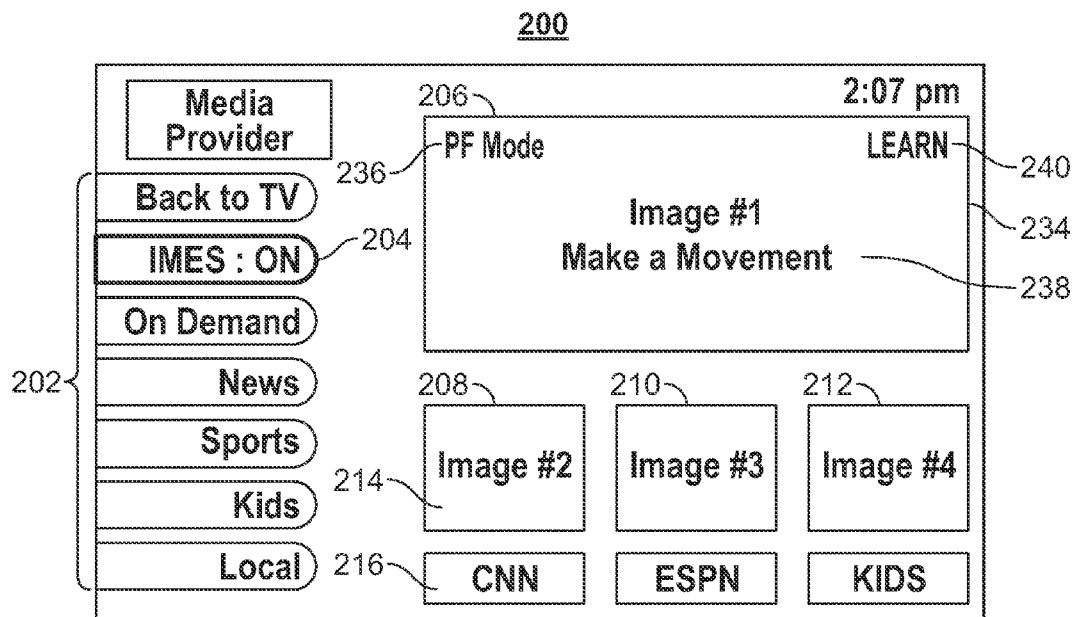 200
2:07 pm
Media
Provider
206
PF Mode
LEARN
236
240
Back to TV
Image #1
234
IMES : ON
204
Make a Movement
238
On Demand
202
News
208
210
212
Sports
Image #2
Image #3
Image #4
214
Kids
Local
216
CNN
ESPN
KIDS